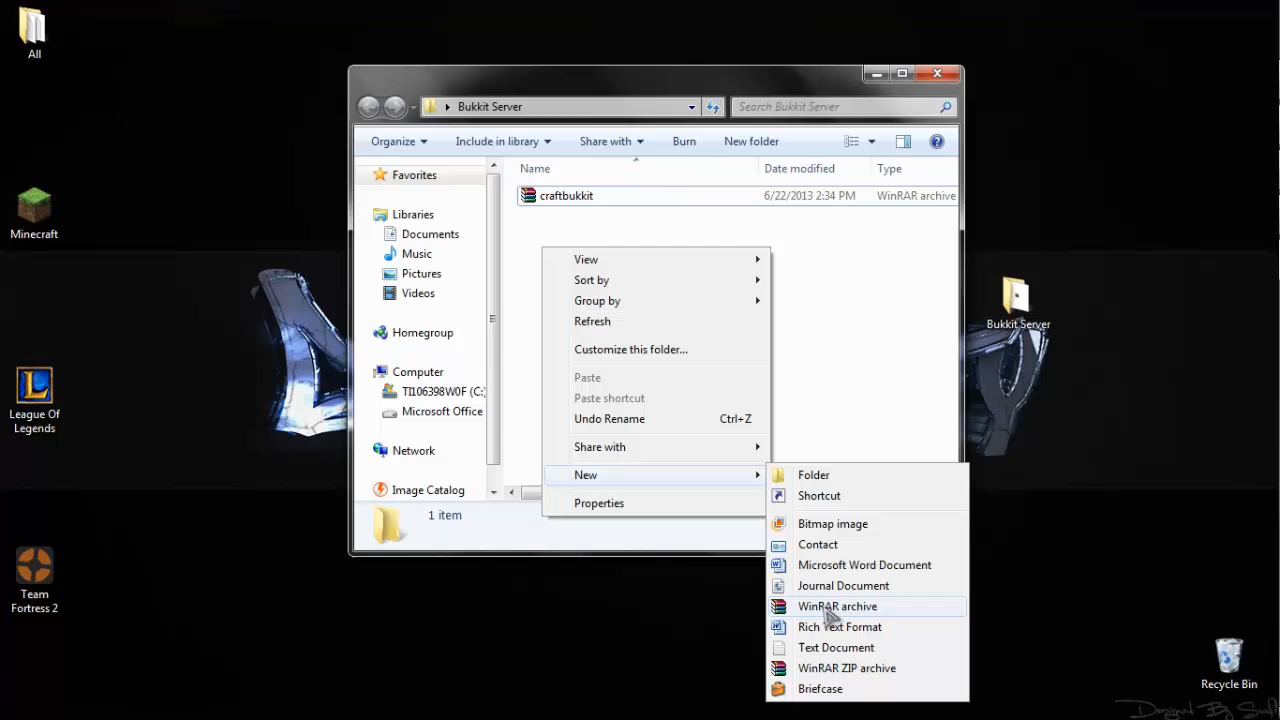 All
Minecraft
League Of
Legends
Team
Fortress 2
Bukkit Server
Search Bukkit Server
Organize
Include in library
Share with
Burn
New folder
Favorites
Libraries
Documents
Music
Pictures
Videos
Homegroup
Computer
TI106398W0F (C:)
Microsoft Office
Network
Image Catalog
Name
Date modified
Type
craftbukkit
6/22/2013 2:34 PM
WinRAR archive
View
Sort by
Group by
Refresh
Customize this folder...
Paste
Paste shortcut
Undo Rename
Ctrl+Z
Share with
New
Properties
1 item
Folder
Shortcut
Bitmap image
Contact
Microsoft Word Document
Journal Document
WinRAR archive
Rich Text Format
Text Document
WinRAR ZIP archive
Briefcase
Bukkit Server
Recycle Bin
Designed By